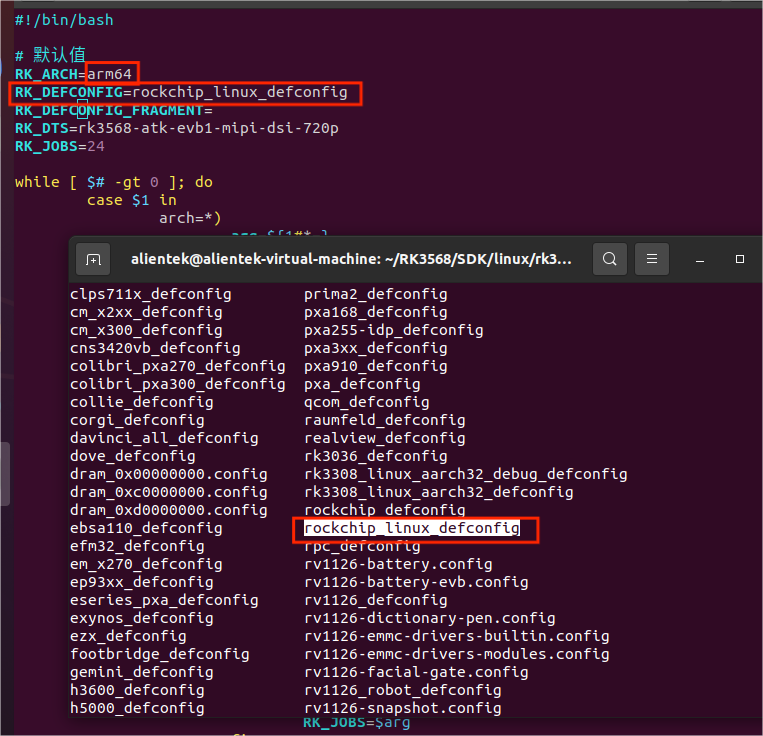 #!/bin/bash
# 默认值
RK_ARCH=arm64
RK_DEFCONFIG=rockchip_linux_defconfig
RK_DEFCONFIG_FRAGMENT=
RK_DTS=rk3568-atk-evb1-mipi-dsi-720p
RK_JOBS=24
while [ $# -gt 0 ]; do
case $1 in
arch=*)
alientek@alientek-virtual-machine: ~/RK3568/SDK/linux/rk3...
clps711x_defconfig prima2_defconfig
cm_x2xx_defconfig pxa168_defconfig
cm_x300_defconfig pxa255-idp_defconfig
cns3420vb_defconfig pxa3xx_defconfig
colibri_pxa270_defconfig pxa910_defconfig
colibri_pxa300_defconfig pxa_defconfig
collie_defconfig qcom_defconfig
corgi_defconfig raumfeld_defconfig
davinci_all_defconfig realview_defconfig
dove_defconfig rk3036_defconfig
dram_0x00000000.config rk3308_linux_aarch32_debug_defconfig
dram_0xc0000000.config rk3308_linux_aarch32_defconfig
dram_0xd0000000.config rockchip_defconfig
ebsa110_defconfig rockchip_linux_defconfig
efm32_defconfig rpc_defconfig
em_x270_defconfig rv1126-battery.config
ep93xx_defconfig rv1126-battery-evb.config
eseries_pxa_defconfig rv1126_defconfig
exynos_defconfig rv1126-dictionary-pen.config
ezx_defconfig rv1126-emmc-drivers-builtin.config
footbridge_defconfig rv1126-emmc-drivers-modules.config
gemini_defconfig rv1126-facial-gate.config
h3600_defconfig rv1126_robot_defconfig
h5000_defconfig rv1126-snapshot.config
RK_JOBS=$arg